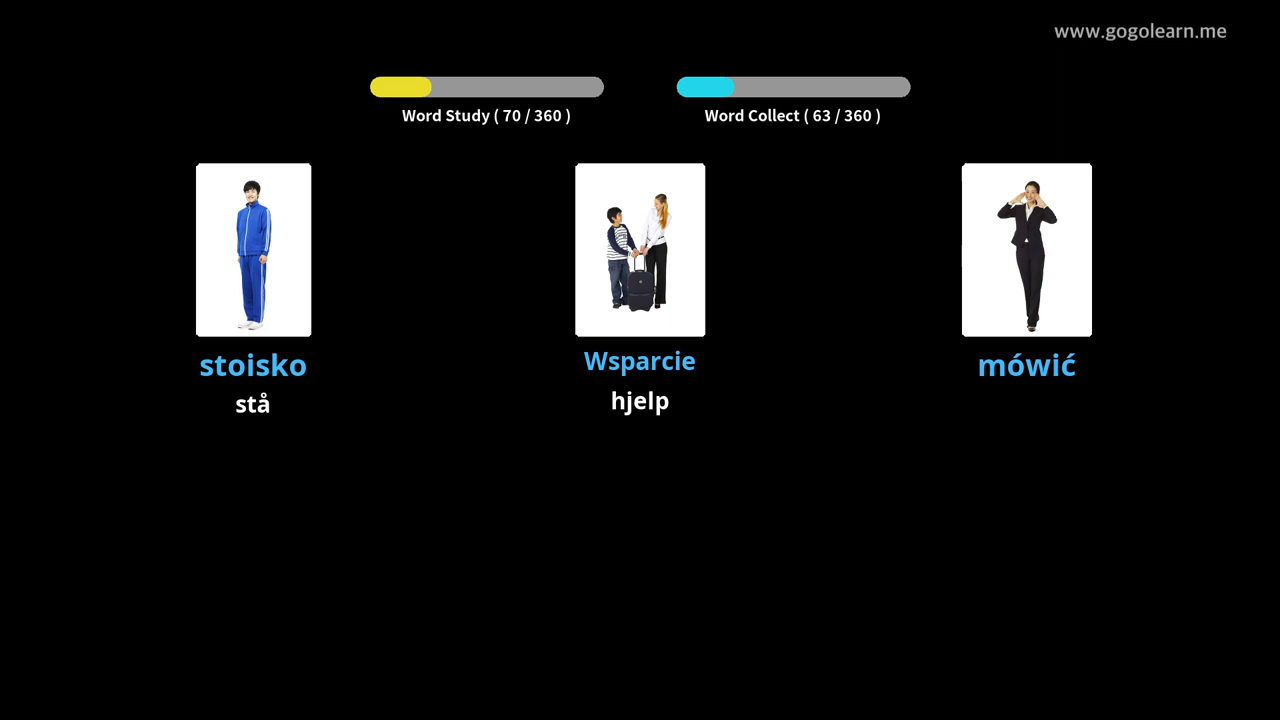 www.gogolearn.me
Word Study ( 70 / 360 )
Word Collect ( 63 / 360 )
stoisko
stå
Wsparcie
hjelp
mówić